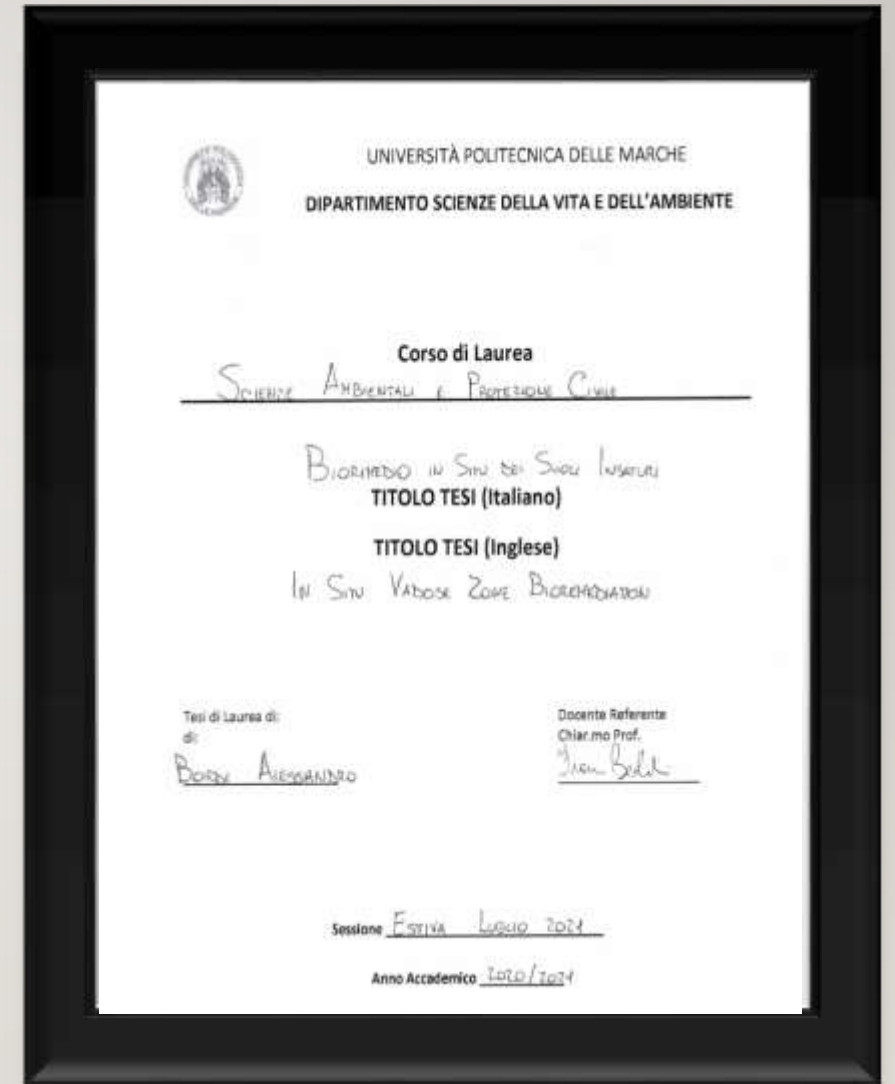 UNIVERSITÀ POLITECNICA DELLE MARCHE
DIPARTIMENTO SCIENZE DELLA VITA E DELL'AMBIENTE
Corso di Laurea
SCIENZE AMBIENTALI E PROTEZIONE CIVILE
BIORIMEDIO IN SITU DEI SUOLI INSATURI
TITOLO TESI (Italiano)
TITOLO TESI (Inglese)
IN SITU VADOSE ZONE BIOREMEDIATION
Tesi di Laurea di:
di:
ALESSANDRO
Docente Referente
Chiar.mo Prof.
Sessione ESTIVA LUGLIO 2021
Anno Accademico 2020/2021